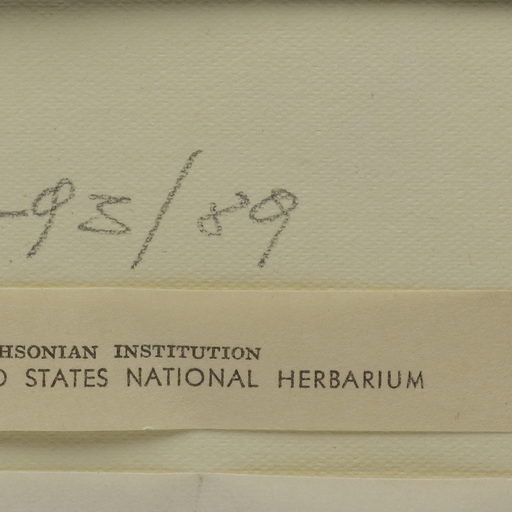 -93/89
HSONIAN INSTITUTION
D STATES NATIONAL HERBARIUM